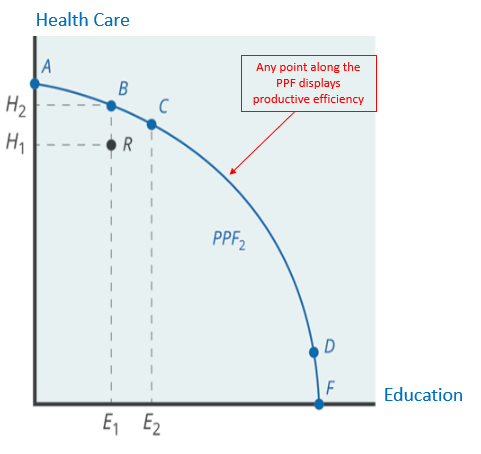 Health Care
A
Any point along the
PPF displays
productive efficiency
B
H2
C
H1
R
PPF2
D
F
Education
E1 E2